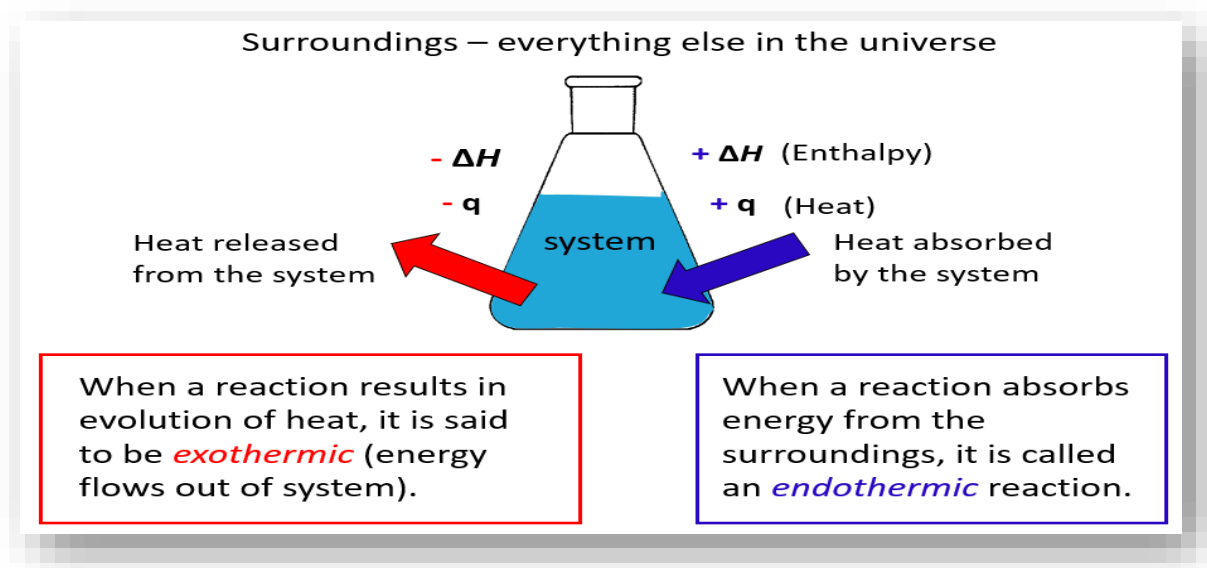 Surroundings – everything else in the universe
- ΔH
+ ΔH (Enthalpy)
- q
+ q (Heat)
system
Heat released
from the system
Heat absorbed
by the system
When a reaction results in
evolution of heat, it is said
to be exothermic (energy
flows out of system).
When a reaction absorbs
energy from the
surroundings, it is called
an endothermic reaction.